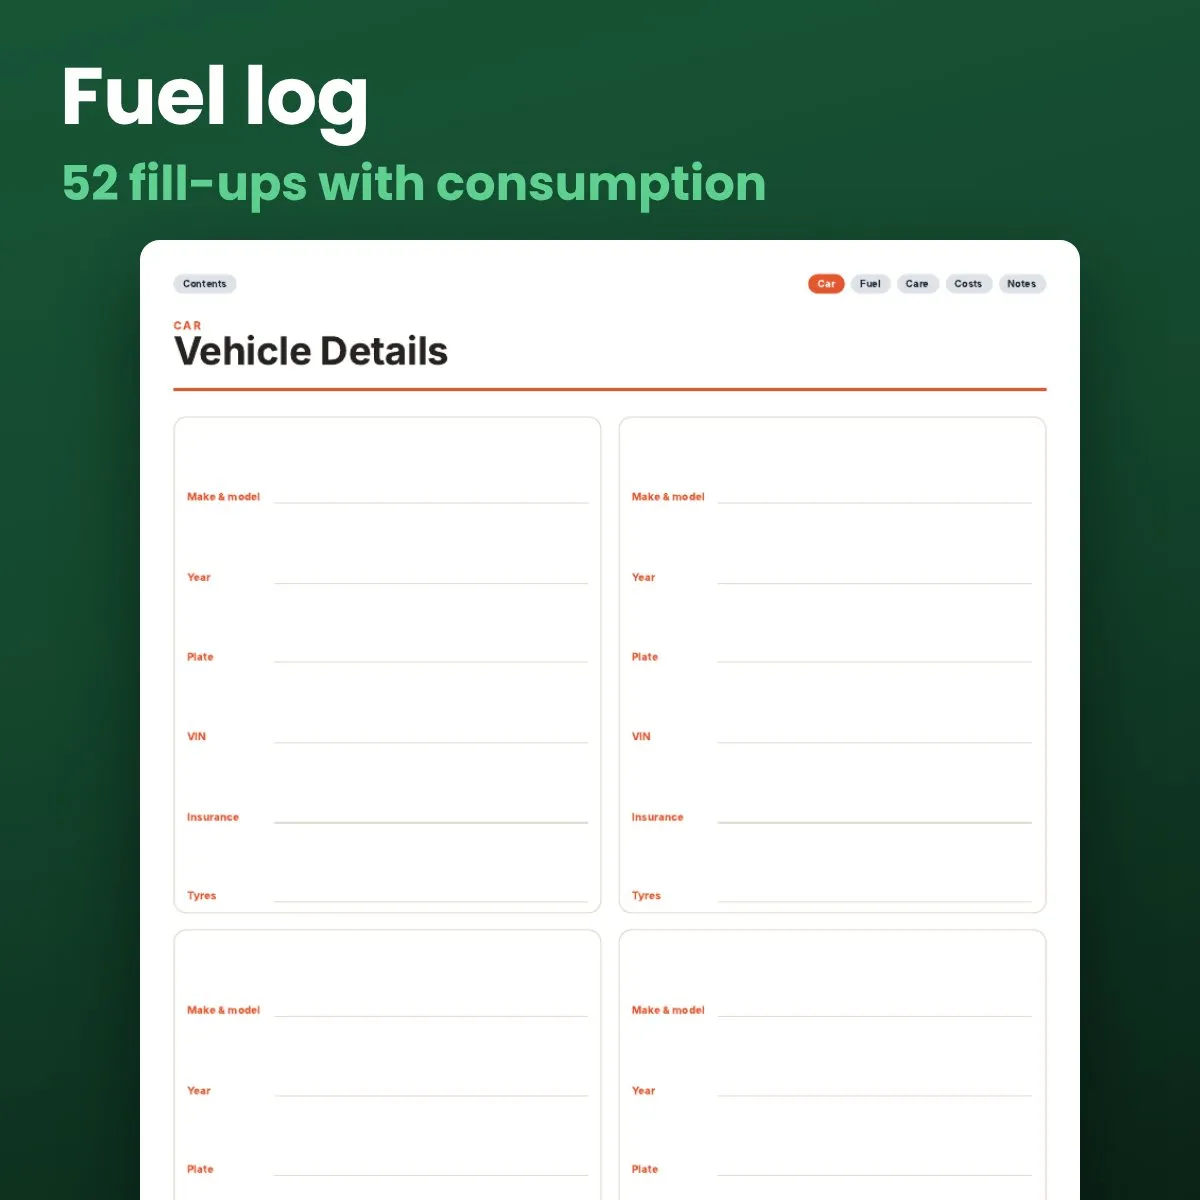 Fuel log
52 fill-ups with consumption
Contents
Car Fuel Care Costs Notes
CAR
Vehicle Details
Make & model
Year
Plate
VIN
Insurance
Tyres
Make & model
Year
Plate
VIN
Insurance
Tyres
Make & model
Year
Plate
Make & model
Year
Plate